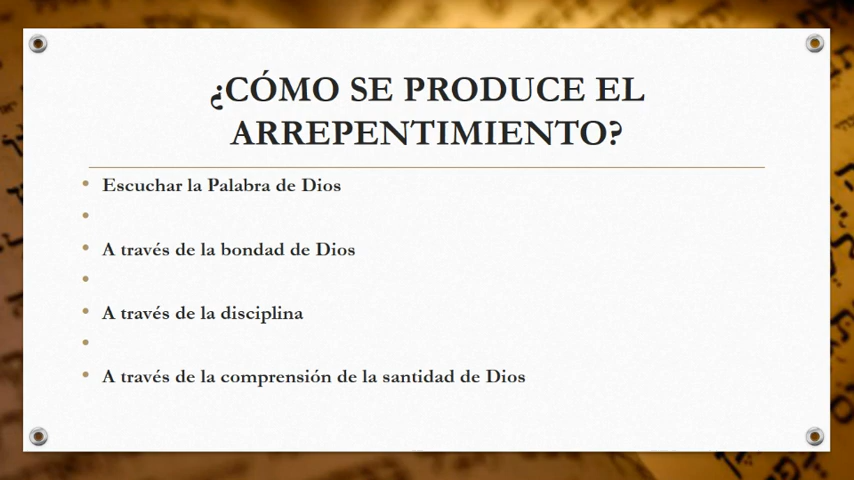 ¿CÓMO SE PRODUCE EL
ARREPENTIMIENTO?
• Escuchar la Palabra de Dios
•
• A través de la bondad de Dios
•
• A través de la disciplina
•
• A través de la comprensión de la santidad de Dios